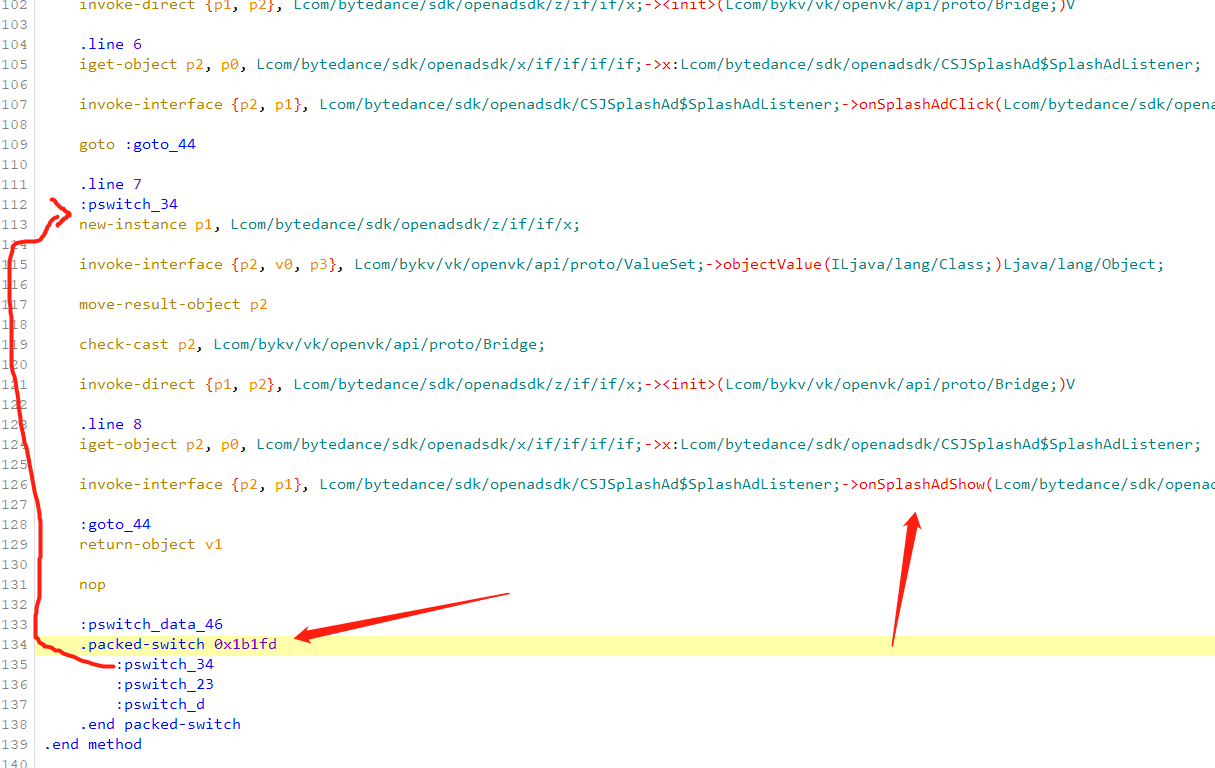 102 invoke-direct {p1, p2}, Lcom/bytedance/sdk/openadsdk/z/if/if/x;-><init>(Lcom/bykv/vk/openvk/api/proto/Bridge;)V
103
104 .line 6
105 iget-object p2, p0, Lcom/bytedance/sdk/openadsdk/x/if/if/if/if;->x:Lcom/bytedance/sdk/openadsdk/CSJSplashAd$SplashAdListener;
106
107 invoke-interface {p2, p1}, Lcom/bytedance/sdk/openadsdk/CSJSplashAd$SplashAdListener;->onSplashAdClick(Lcom/bytedance/sdk/opena
108
109 goto :goto_44
110
111 .line 7
112 :pswitch_34
113 new-instance p1, Lcom/bytedance/sdk/openadsdk/z/if/if/x;
114
115 invoke-interface {p2, v0, p3}, Lcom/bykv/vk/openvk/api/proto/ValueSet;->objectValue(ILjava/lang/Class;)Ljava/lang/Object;
116
117 move-result-object p2
118
119 check-cast p2, Lcom/bykv/vk/openvk/api/proto/Bridge;
120
121 invoke-direct {p1, p2}, Lcom/bytedance/sdk/openadsdk/z/if/if/x;-><init>(Lcom/bykv/vk/openvk/api/proto/Bridge;)V
122
123 .line 8
124 iget-object p2, p0, Lcom/bytedance/sdk/openadsdk/x/if/if/if/if;->x:Lcom/bytedance/sdk/openadsdk/CSJSplashAd$SplashAdListener;
125
126 invoke-interface {p2, p1}, Lcom/bytedance/sdk/openadsdk/CSJSplashAd$SplashAdListener;->onSplashAdShow(Lcom/bytedance/sdk/openad
127
128 :goto_44
129 return-object v1
130
131 nop
132
133 :pswitch_data_46
134 .packed-switch 0x1b1fd
135 :pswitch_34
136 :pswitch_23
137 :pswitch_d
138 .end packed-switch
139 .end method
140